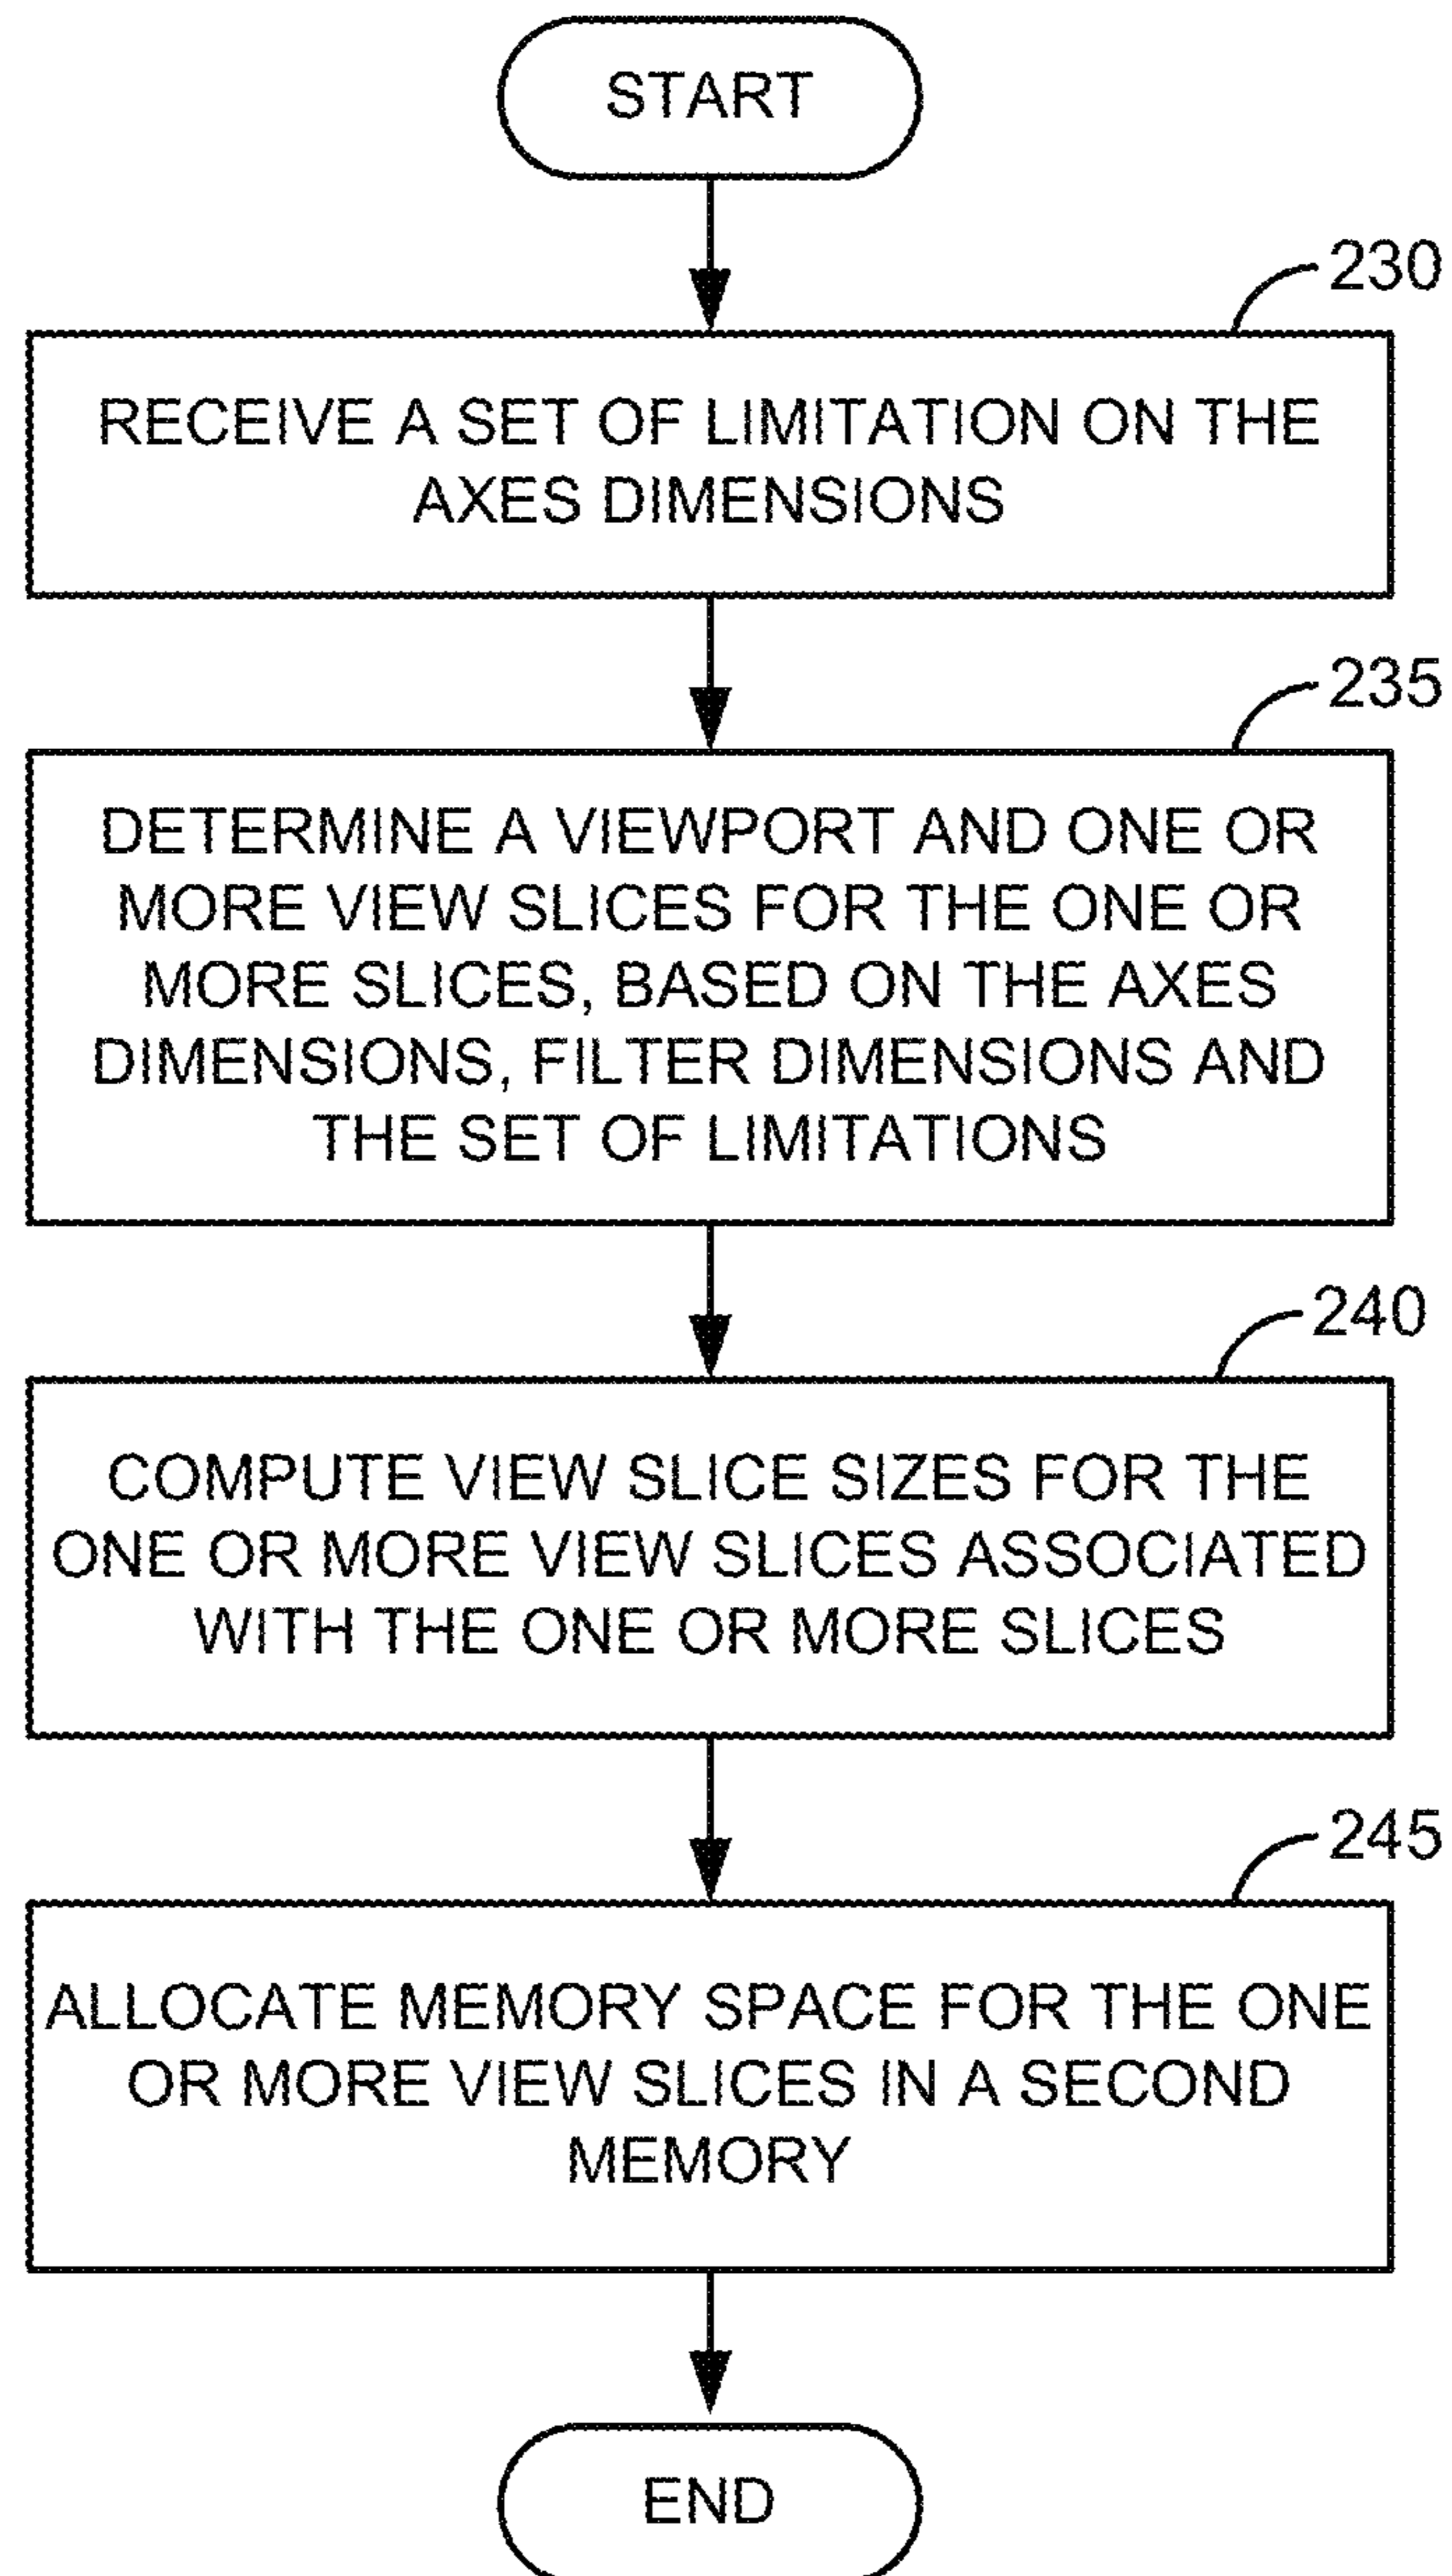 START
230
RECEIVE A SET OF LIMITATION ON THE
AXES DIMENSIONS
235
DETERMINE A VIEWPORT AND ONE OR
MORE VIEW SLICES FOR THE ONE OR
MORE SLICES, BASED ON THE AXES
DIMENSIONS, FILTER DIMENSIONS AND
THE SET OF LIMITATIONS
240
COMPUTE VIEW SLICE SIZES FOR THE
ONE OR MORE VIEW SLICES ASSOCIATED
WITH THE ONE OR MORE SLICES
245
ALLOCATE MEMORY SPACE FOR THE ONE
OR MORE VIEW SLICES IN A SECOND
MEMORY
END